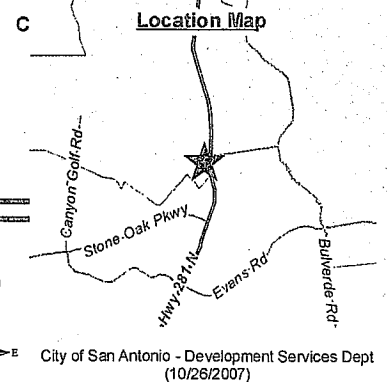 C
Location Map
Canyon Golf Rd
Stone Oak Pkwy
Hwy 281 N
Evans Rd
Bulverde Rd
E
City of San Antonio - Development Services Dept
(10/26/2007)